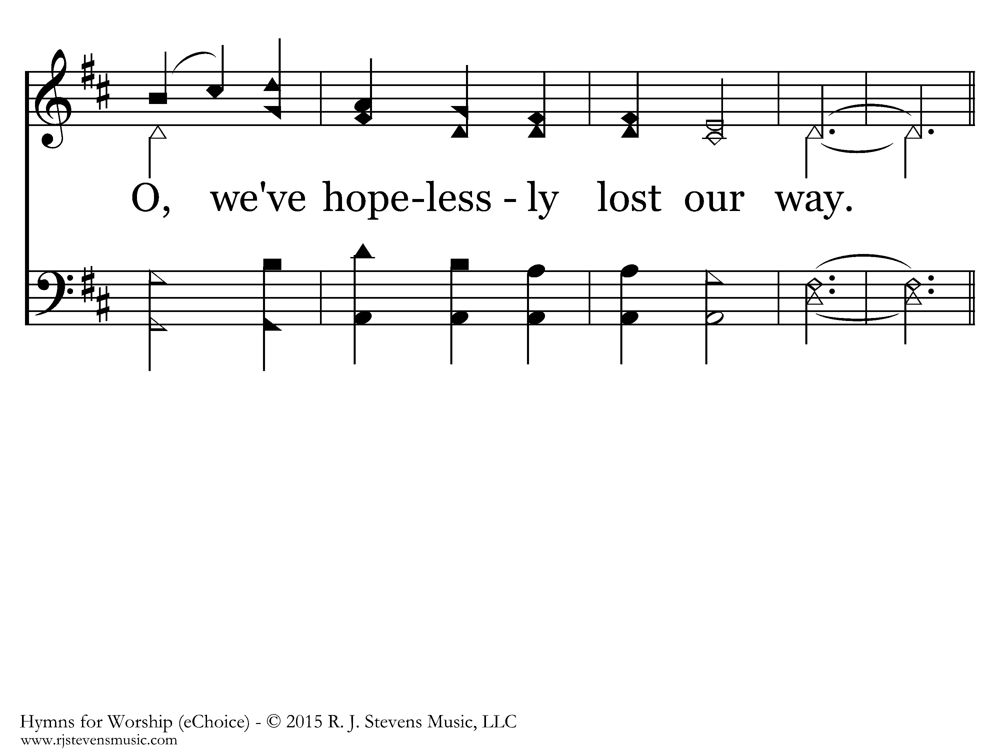 O, we've hope-less - ly lost our way.
Hymns for Worship (eChoice) - © 2015 R. J. Stevens Music, LLC
www.rjstevensmusic.com